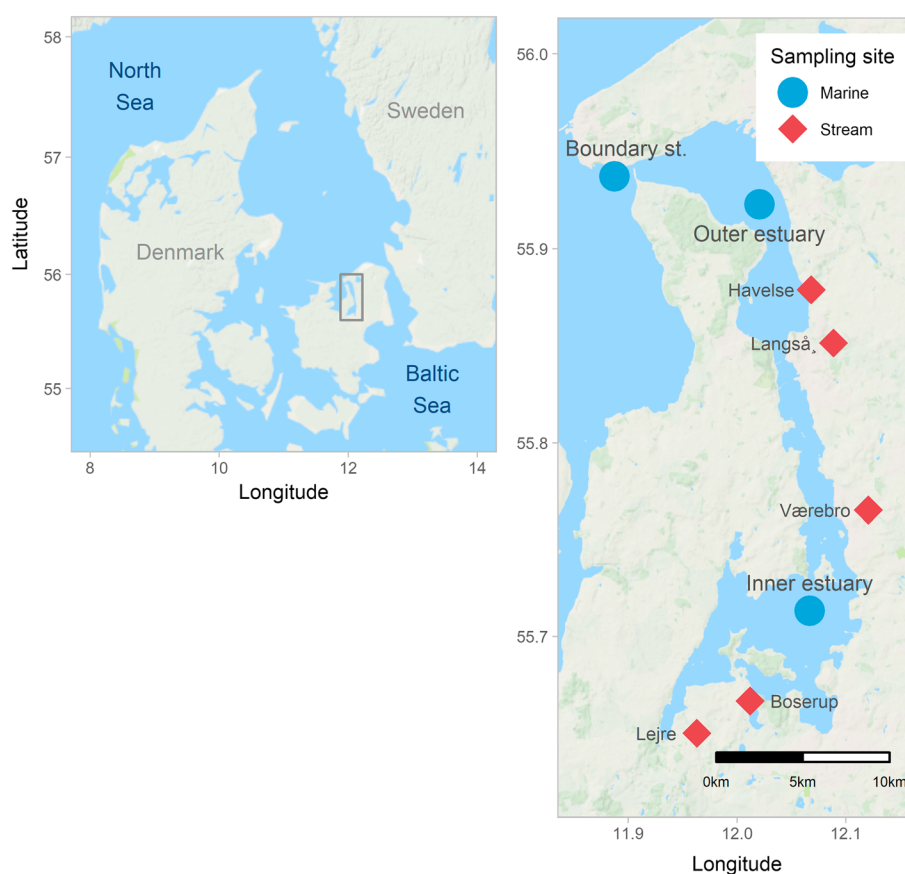 58
57
56
55
Latitude
North
Sea
Sweden
Denmark
Baltic
Sea
8
10
12
14
Longitude
56.0
55.9
55.8
55.7
Sampling site
Marine
Stream
Boundary st.
Outer estuary
Havelse
Langså¸
Værebro
Inner estuary
Boserup
Lejre
0km
5km
10km
11.9
12.0
12.1
Longitude